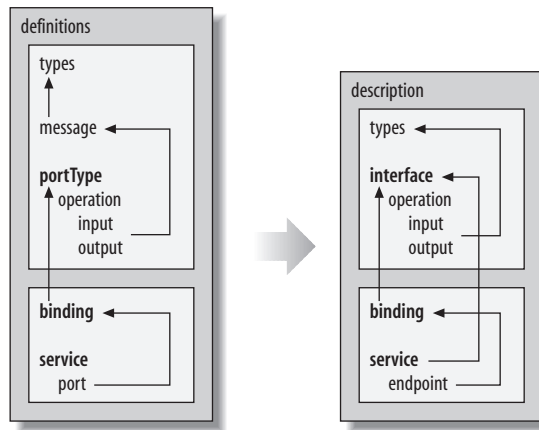 definitions
types
message
portType
operation
input
output
binding
service
port
description
types
interface
operation
input
output
binding
service
endpoint